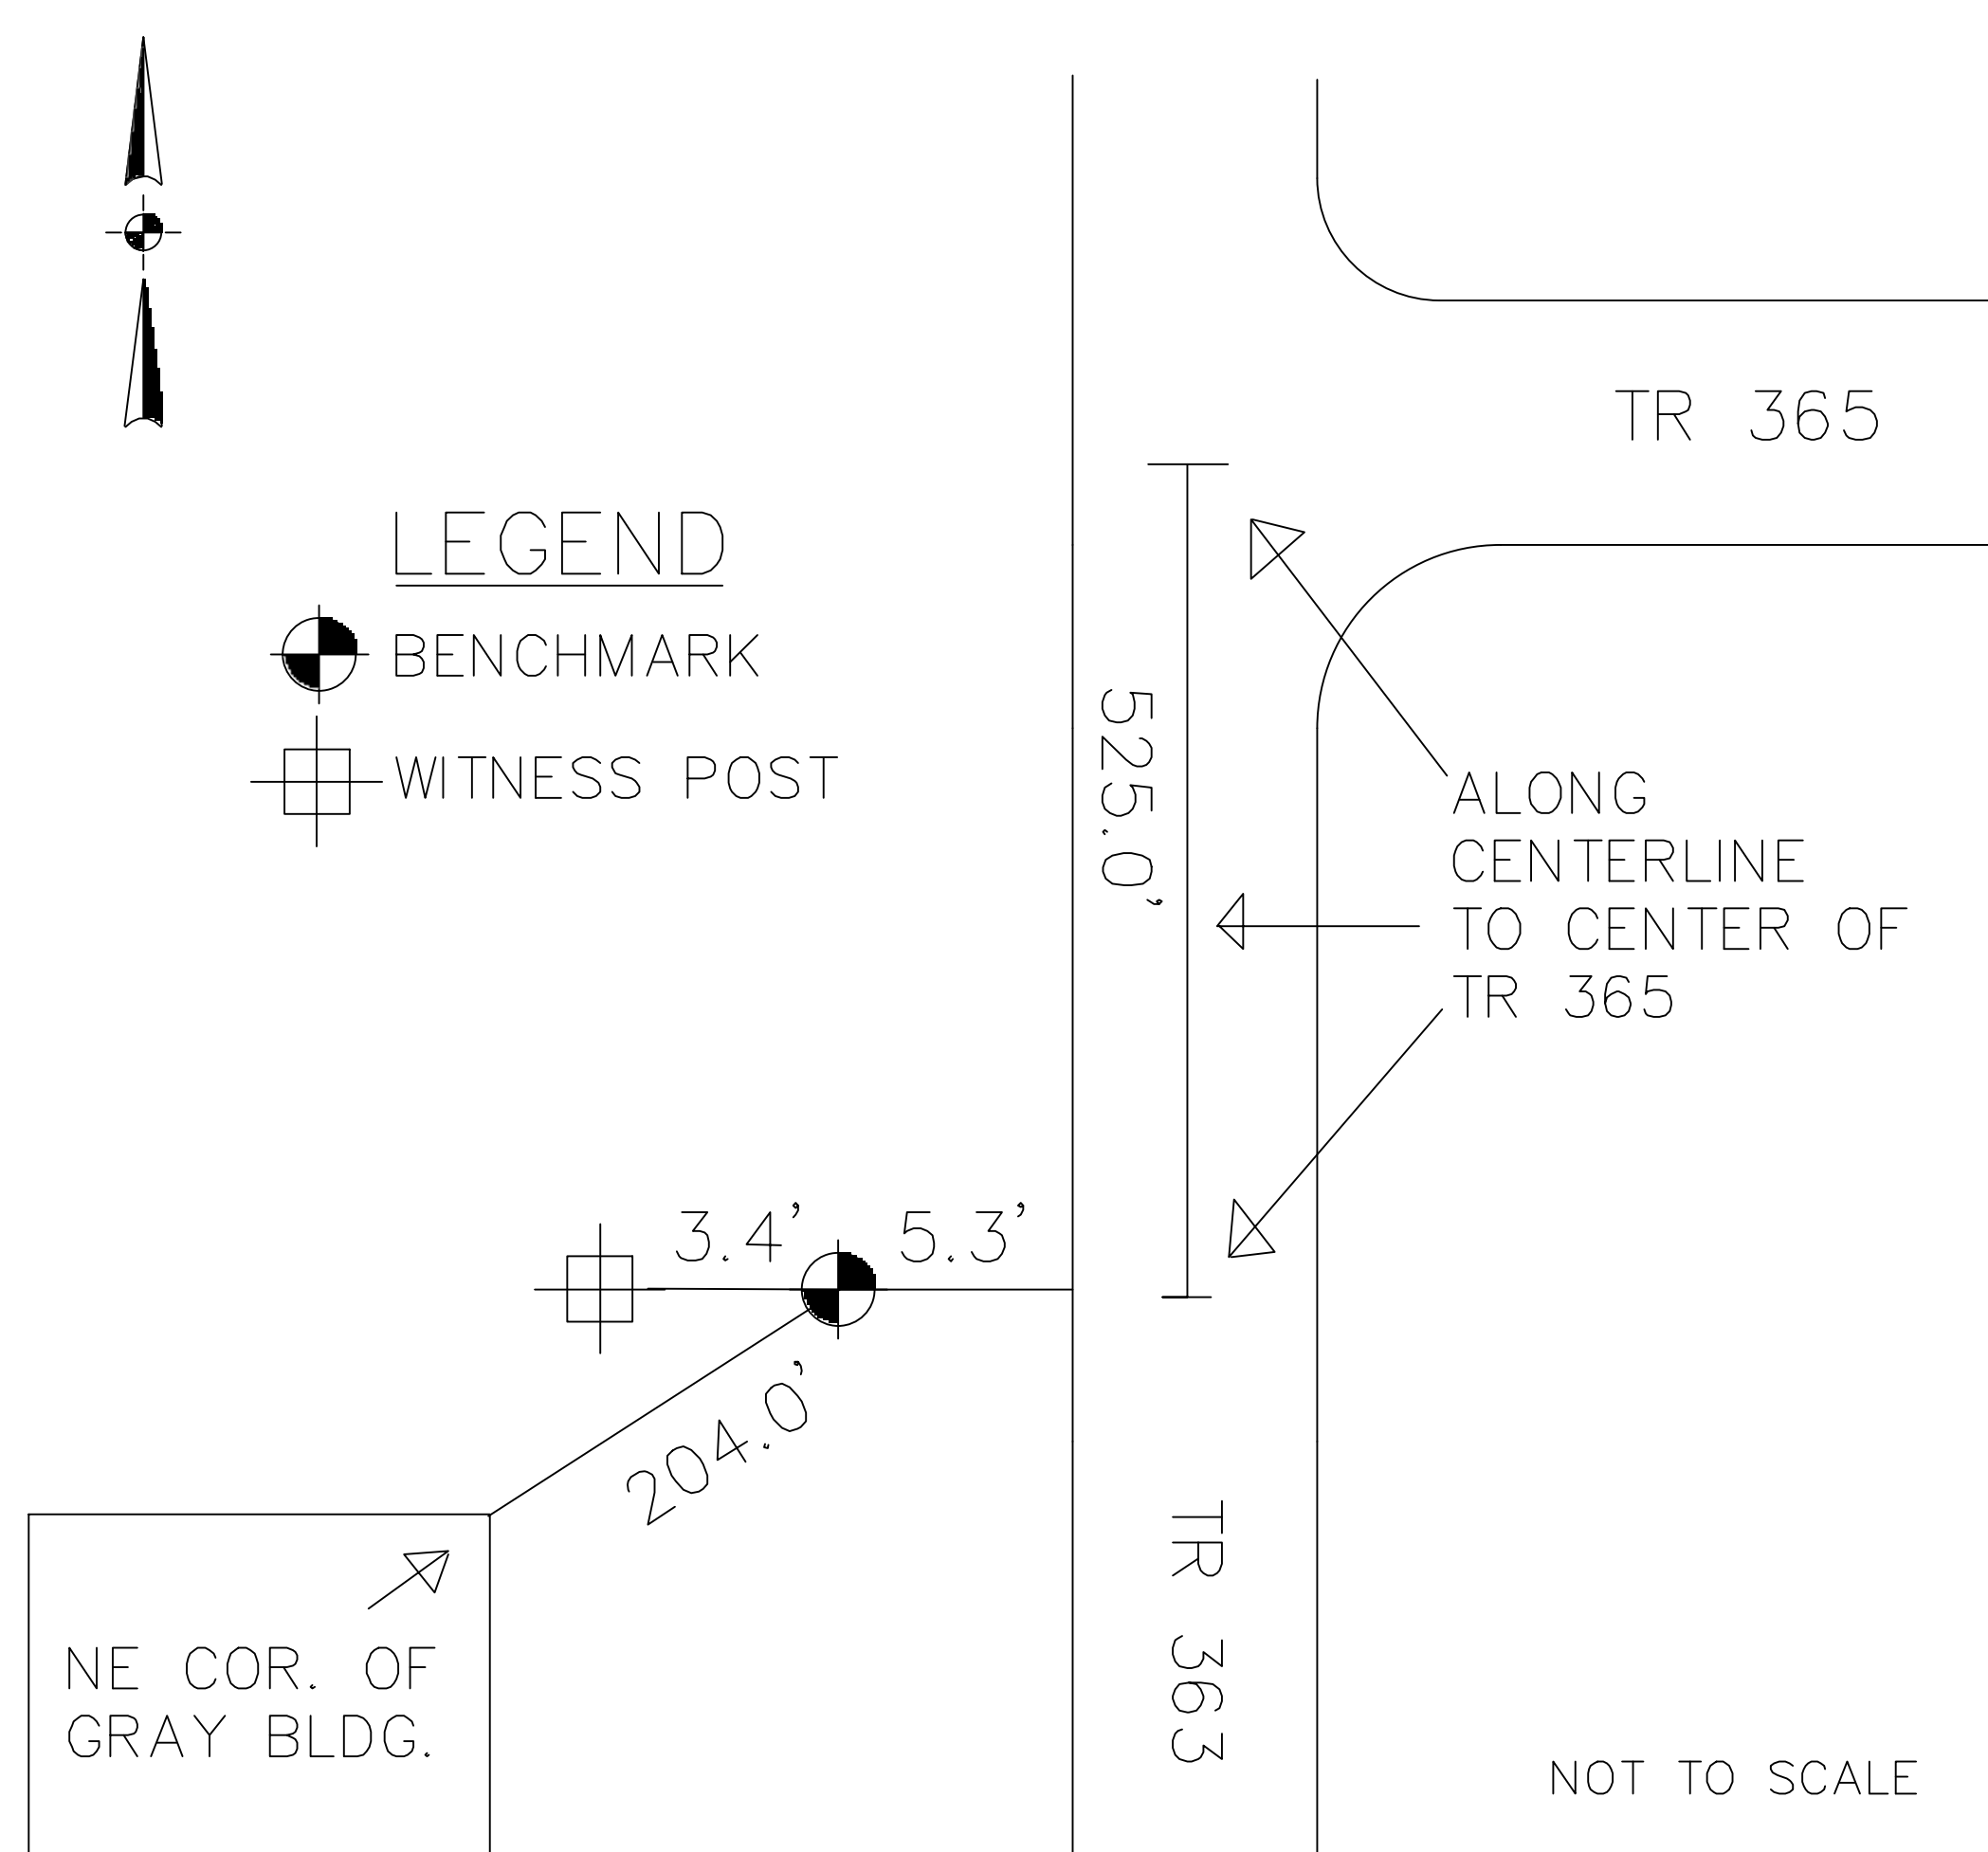 TR 365
LEGEND
BENCHMARK
WITNESS POST
525.0'
ALONG
CENTERLINE
TO CENTER OF
TR 365
3.4'
5.3'
204.0'
TR 363
NE COR. OF
GRAY BLDG.
NOT TO SCALE